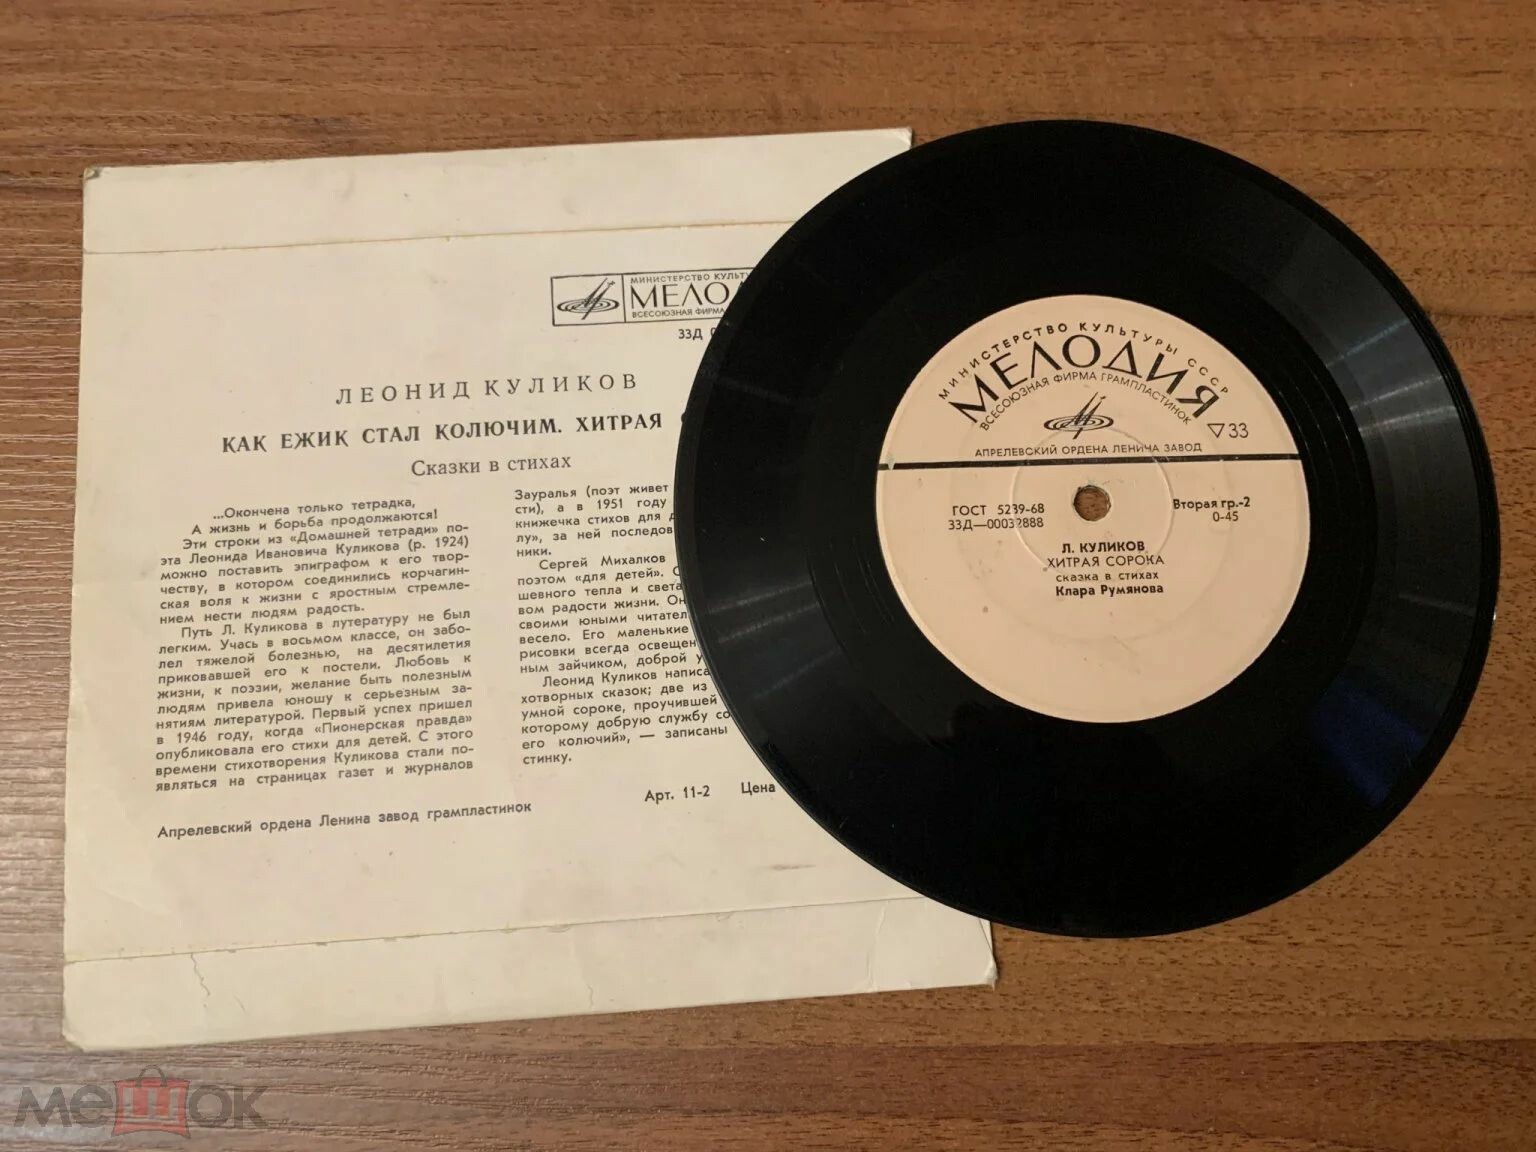 МИНИСТЕРСТВО КУЛЬТУ
МЕЛО
ВСЕСОЮЗНАЯ ФИРМА
33Д
ЛЕОНИД КУЛИКОВ
КАК ЕЖИК СТАЛ КОЛЮЧИМ. ХИТРАЯ
Сказки в стихах
...Окончена только тетрадка,
А жизнь и борьба продолжаются!
Эти строки из «Домашней тетради» по-
эта Леонида Ивановича Куликова (р. 1924)
можно поставить эпиграфом к его твор-
честву, в котором соединились корчагин-
ская воля к жизни с яростным стремле-
нием нести людям радость.
Путь Л. Куликова в лутературу не был
легким. Учась в восьмом классе, он забо-
лел тяжелой болезнью, на десятилетия
приковавшей его к постели. Любовь к
жизни, к поэзии, желание быть полезным
людям привела юношу к серьезным за-
нятиям литературой. Первый успех пришел
в 1946 году, когда «Пионерская правда»
опубликовала его стихи для детей. С этого
времени стихотворения Куликова стали по-
являться на страницах газет и журналов
Зауралья (поэт живет
сти), а в 1951 году
книжечка стихов для д
лу», за ней последов
ники.
Сергей Михалков
поэтом «для детей». С
шевного тепла и света
вом радости жизни. Он
своими юными читател
весело. Его маленькие
рисовки всегда освещен
ным зайчиком, доброй у
Леонид Куликов написа
хотворных сказок; две из
умной сороке, проучившей
которому добрую службу со
его колючий», — записаны
стинку.
Апрелевский ордена Ленина завод грампластинок
Арт. 11-2 Цена
МИНИСТЕРСТВО КУЛЬТУРЫ СССР
МЕЛОДИЯ
ВСЕСОЮЗНАЯ ФИРМА ГРАМПЛАСТИНОК
▽33
АПРЕЛЕВСКИЙ ОРДЕНА ЛЕНИНА ЗАВОД
ГОСТ 5289-68
33Д—00032888
Вторая гр.-2
0-45
Л. КУЛИКОВ
ХИТРАЯ СОРОКА
сказка в стихах
Клара Румянова
мешок